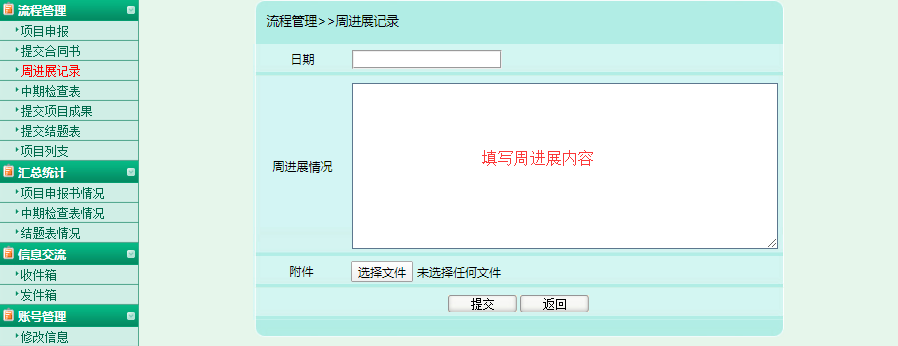 流程管理
项目申报
提交合同书
周进展记录
中期检查表
提交项目成果
提交结题表
项目列支
汇总统计
项目申报书情况
中期检查表情况
结题表情况
信息交流
收件箱
发件箱
账号管理
修改信息
流程管理>>周进展记录
日期
周进展情况
填写周进展内容
附件 选择文件 未选择任何文件
提交 返回